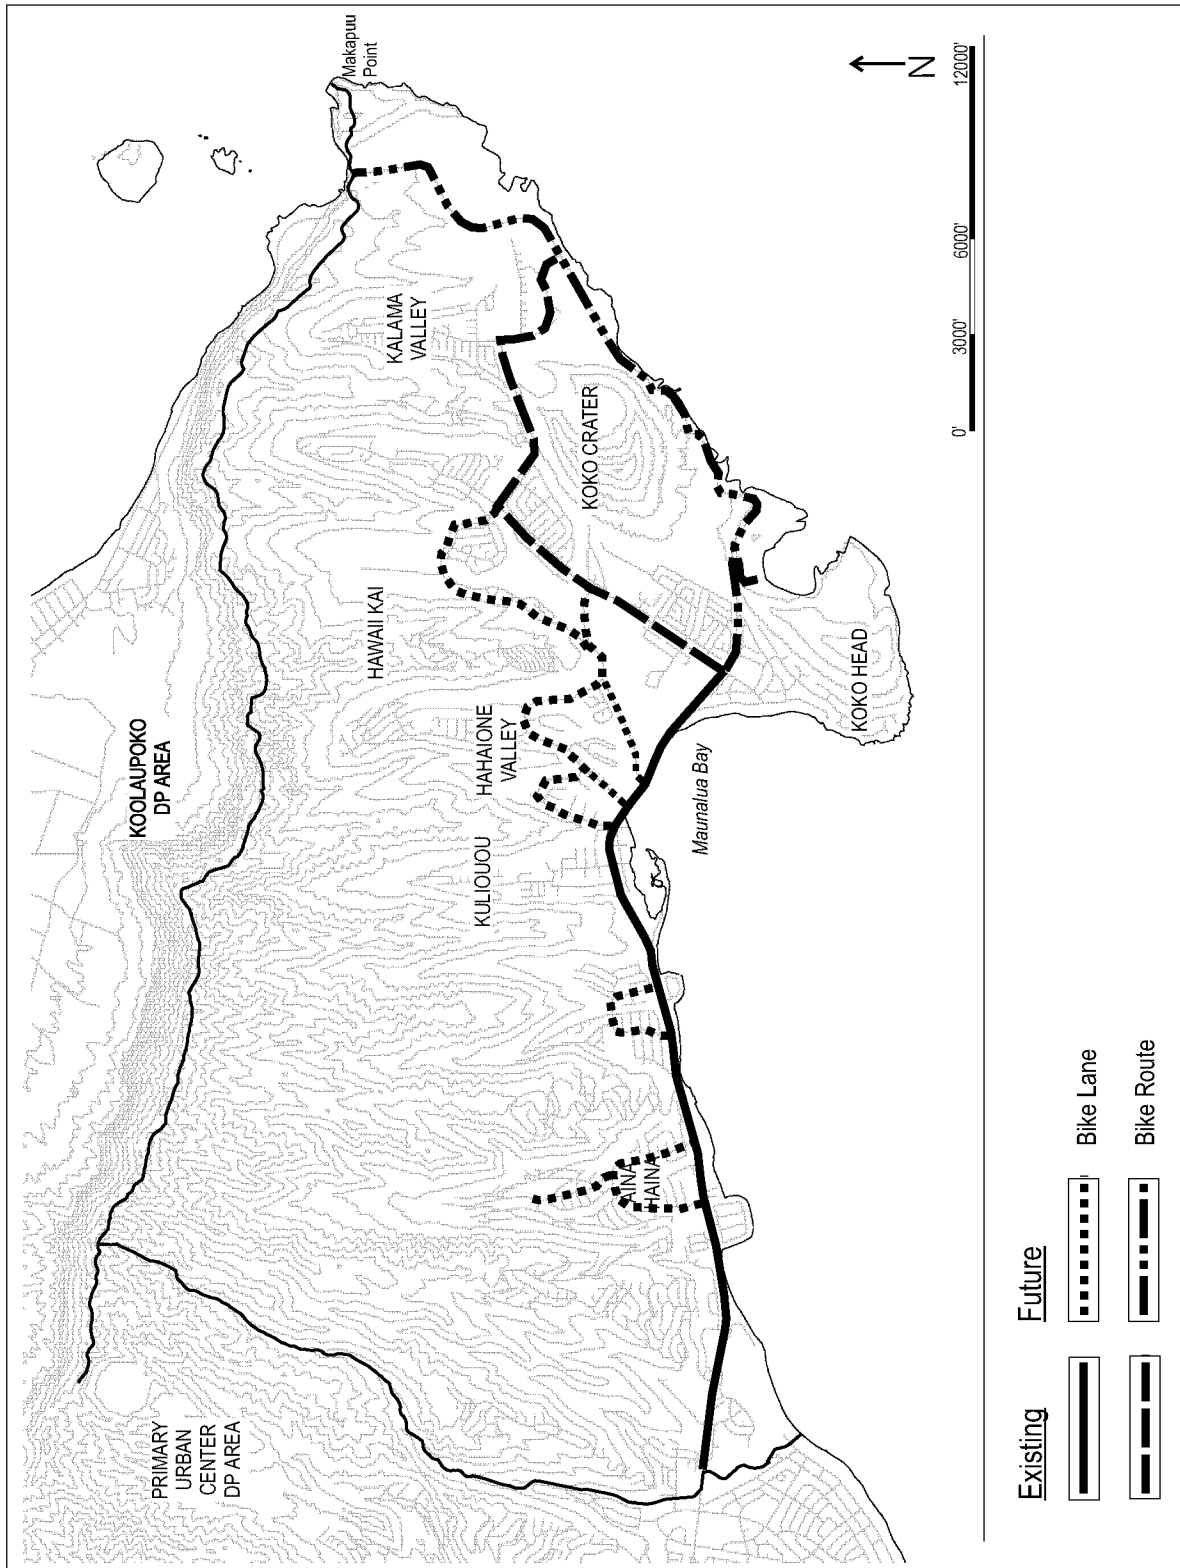 Makapuu
Point
KOOLAUPOKO
DP AREA
PRIMARY
URBAN
CENTER
DP AREA
KALAMA
VALLEY
HAWAII KAI
HAHAIONE
VALLEY
KULIOUOU
KOKO CRATER
AINA
HAINA
Maunalua Bay
KOKO HEAD
N
0'
3000'
6000'
12000'
Existing
Future
Bike Lane
Bike Route